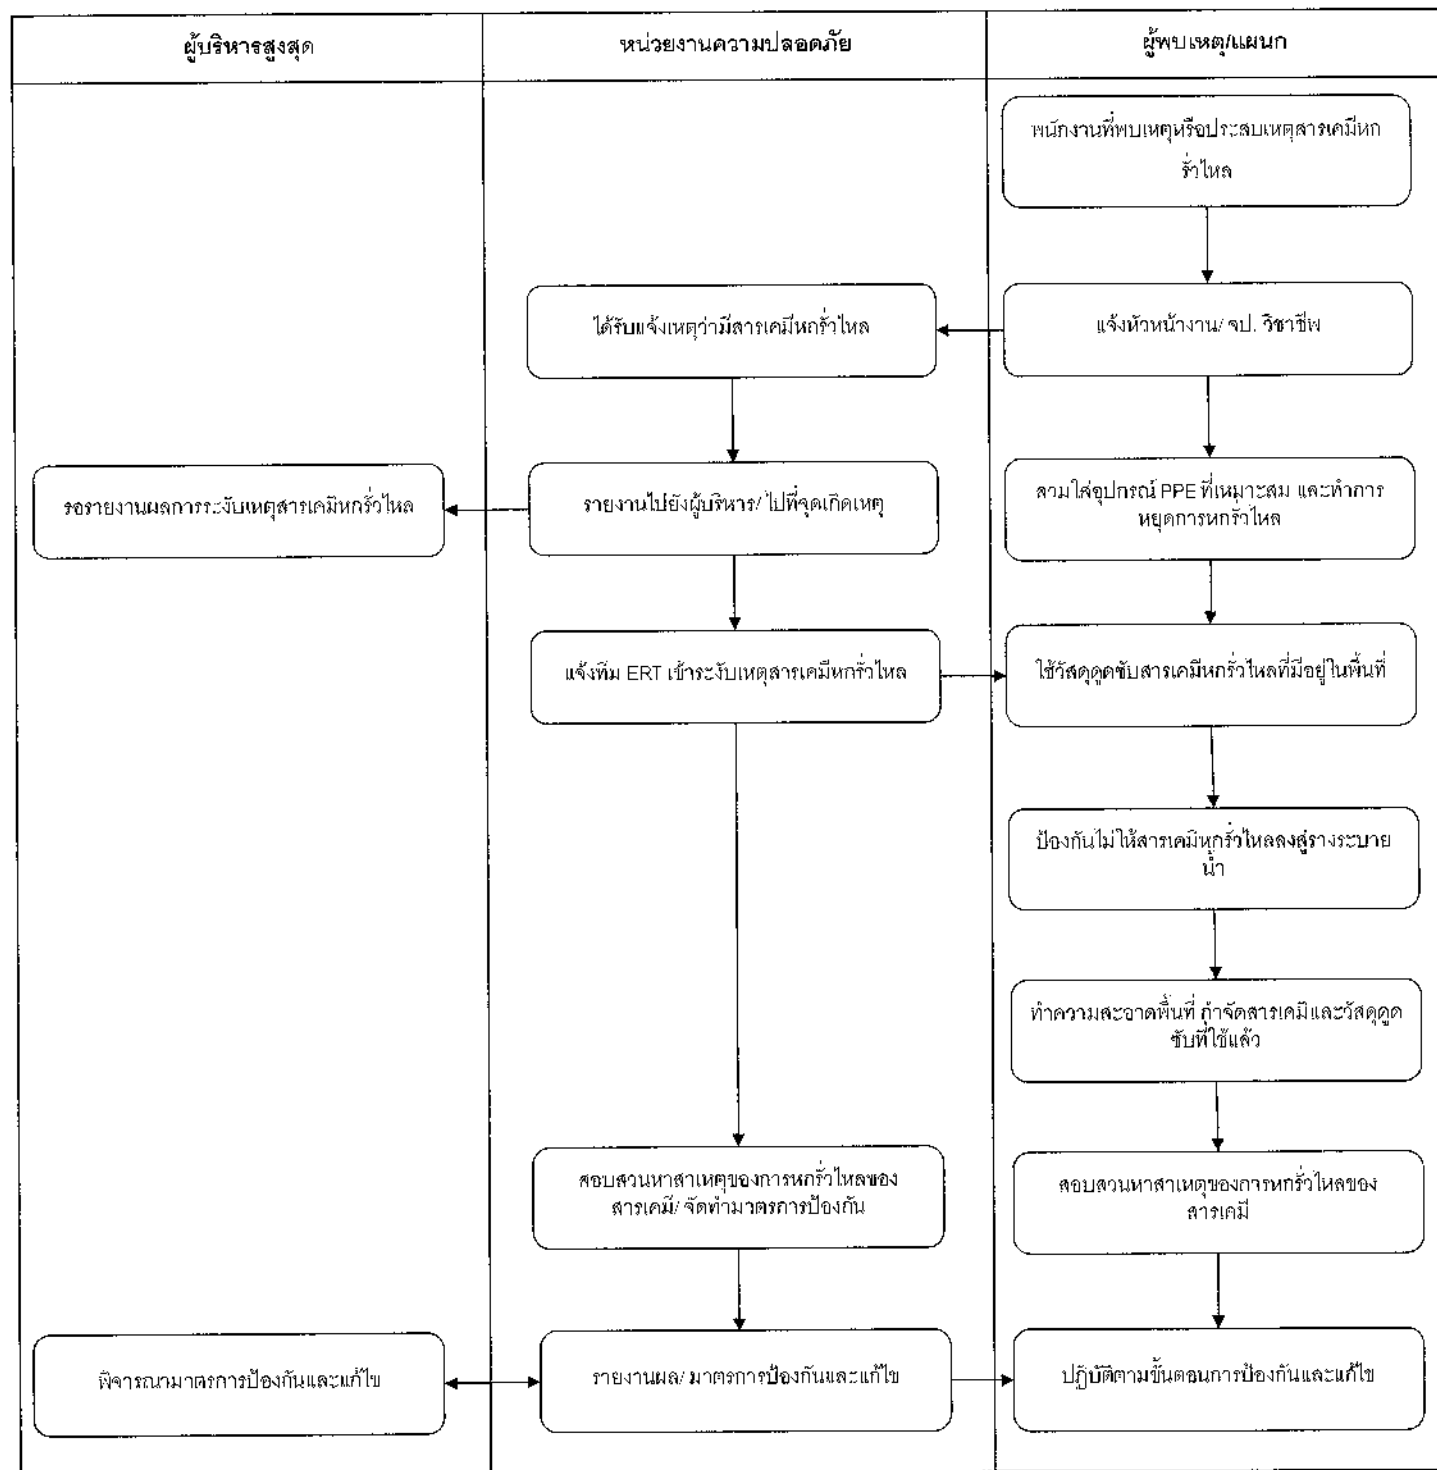 ผู้บริหารสูงสุด
หน่วยงานความปลอดภัย
ผู้พบเหตุ/แผนก
พนักงานที่พบเหตุหรือประสบเหตุสารเคมีหก
รั่วไหล
ได้รับแจ้งเหตุว่ามีสารเคมีหกรั่วไหล
แจ้งหัวหน้างาน/ จป. วิชาชีพ
รอรายงานผลการระงับเหตุสารเคมีหกรั่วไหล
รายงานไปยังผู้บริหาร/ ไปที่จุดเกิดเหตุ
สวมใส่อุปกรณ์ PPE ที่เหมาะสม และทำการ
หยุดการหกรั่วไหล
แจ้งทีม ERT เข้าระงับเหตุสารเคมีหกรั่วไหล
ใช้วัสดุดูดซับสารเคมีหกรั่วไหลที่มีอยู่ในพื้นที่
ป้องกันไม่ให้สารเคมีหกรั่วไหลลงสู่รางระบาย
น้ำ
ทำความสะอาดพื้นที่ กำจัดสารเคมีและวัสดุดูด
ซับที่ใช้แล้ว
สอบสวนหาสาเหตุของการหกรั่วไหลของ
สารเคมี/ จัดทำมาตรการป้องกัน
สอบสวนหาสาเหตุของการหกรั่วไหลของ
สารเคมี
พิจารณามาตรการป้องกันและแก้ไข
รายงานผล/ มาตรการป้องกันและแก้ไข
ปฏิบัติตามขั้นตอนการป้องกันและแก้ไข